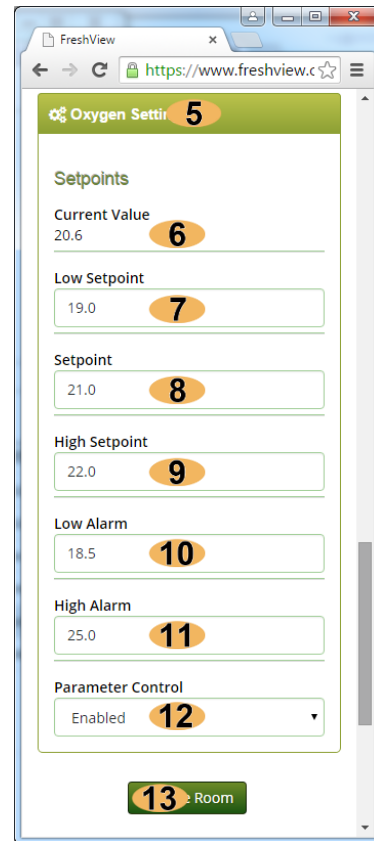 FreshView
https://www.freshview.c
Oxygen 5
Setpoints
Current Value
20.6 6
Low Setpoint
19.0 7
Setpoint
21.0 8
High Setpoint
22.0 9
Low Alarm
18.5 10
High Alarm
25.0 11
Parameter Control
Enabled 12
13 Room